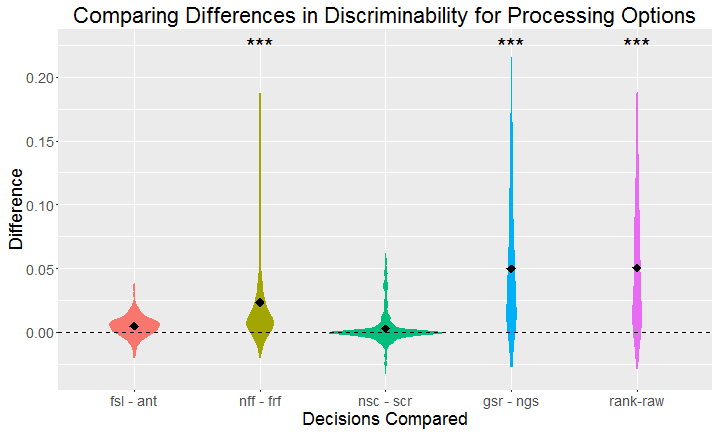 Comparing Differences in Discriminability for Processing Options
*** *** ***
0.20
0.15
0.10
0.05
0.00
Difference
fsl - ant nff - frf nsc - scr gsr - ngs rank-raw
Decisions Compared